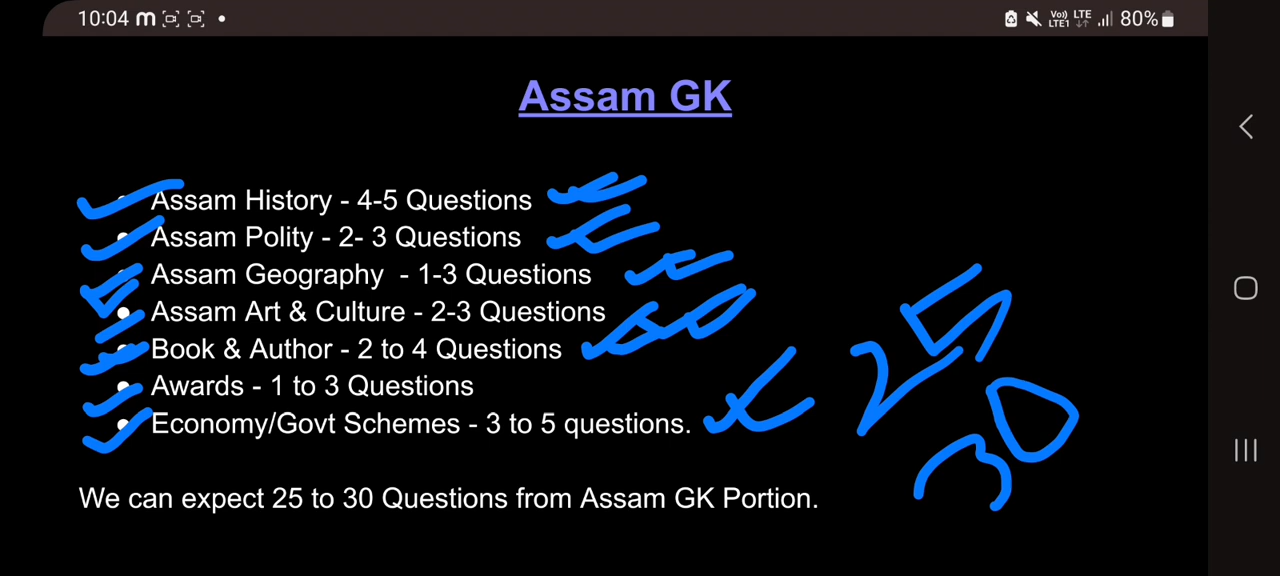 10:04 m
Vo)) LTE 80%
LTE1
Assam GK
Assam History - 4-5 Questions
Assam Polity - 2- 3 Questions
Assam Geography - 1-3 Questions
Assam Art & Culture - 2-3 Questions
Book & Author - 2 to 4 Questions
Awards - 1 to 3 Questions
Economy/Govt Schemes - 3 to 5 questions.
25
30
We can expect 25 to 30 Questions from Assam GK Portion.